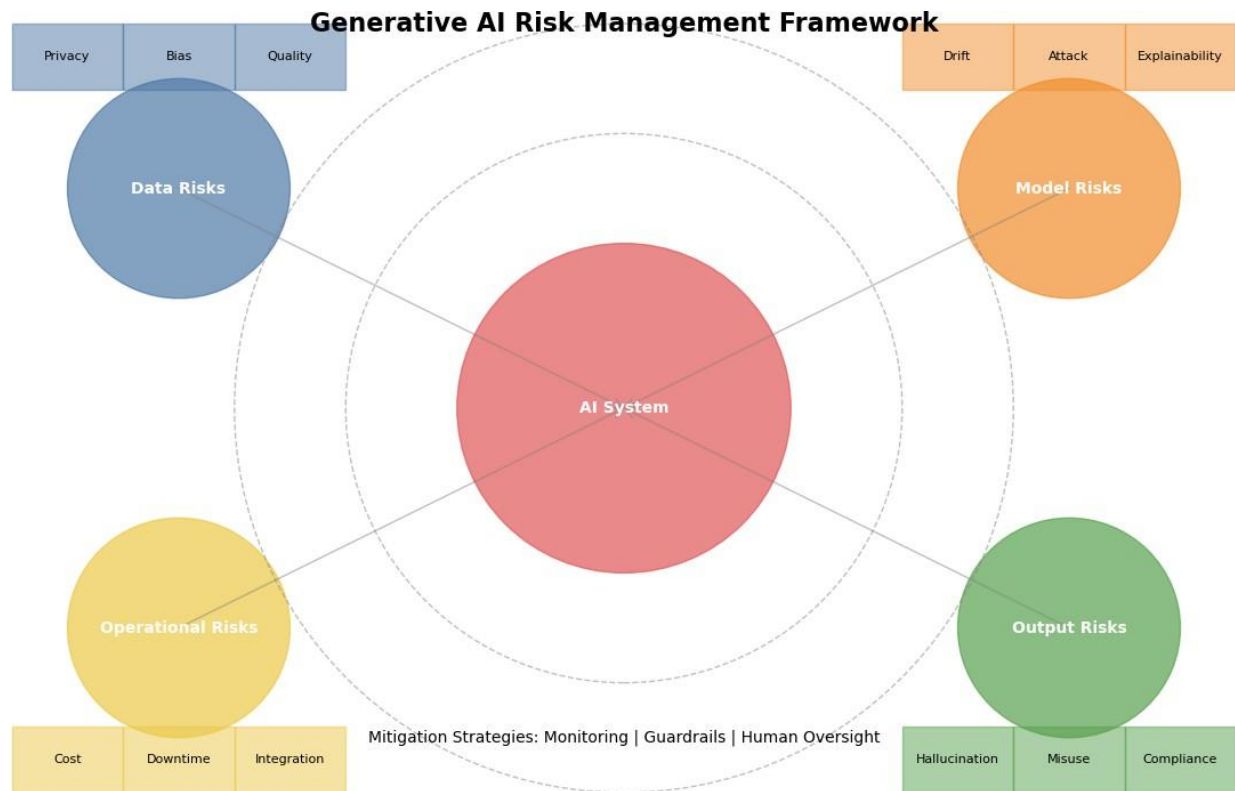 Generative AI Risk Management Framework
Privacy
Bias
Quality
Drift
Attack
Explainability
Data Risks
Model Risks
AI System
Operational Risks
Output Risks
Mitigation Strategies: Monitoring | Guardrails | Human Oversight
Cost
Downtime
Integration
Hallucination
Misuse
Compliance